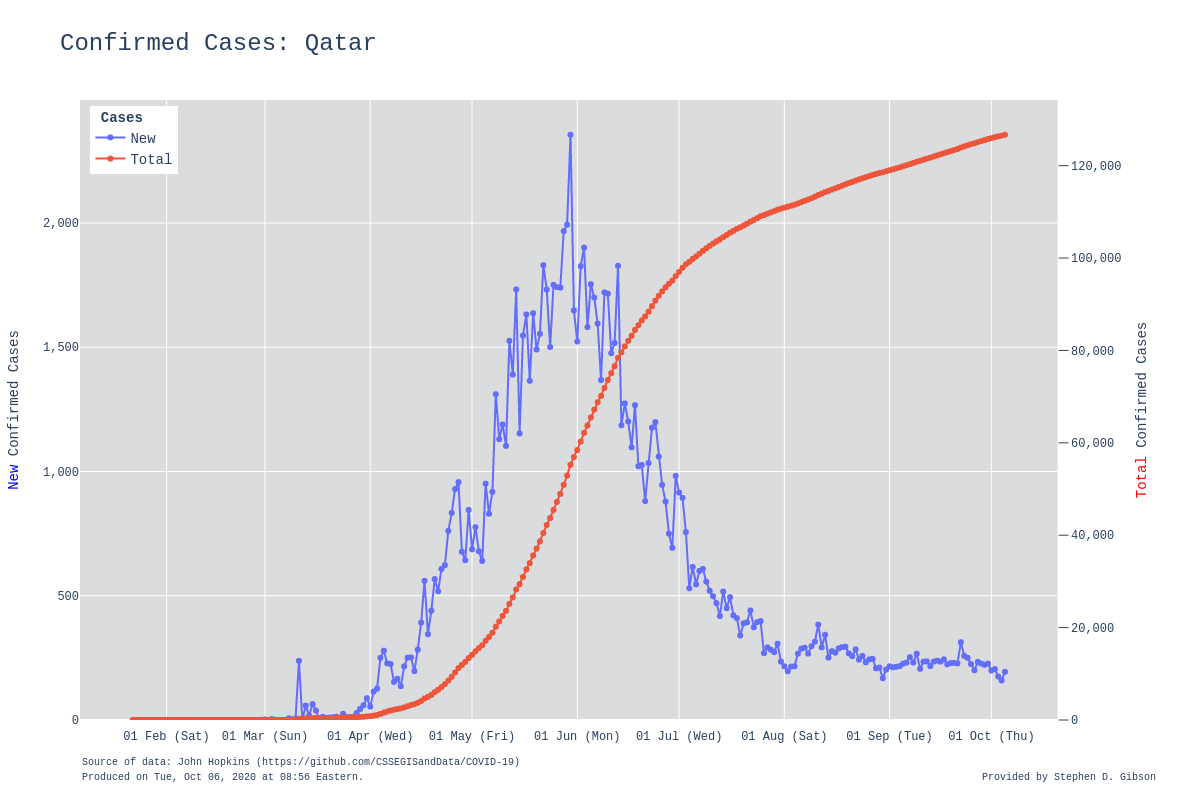 Confirmed Cases: Qatar
Cases
New
Total
2,000
1,500
1,000
500
0
New Confirmed Cases
120,000
100,000
80,000
60,000
40,000
20,000
0
Total Confirmed Cases
01 Feb (Sat) 01 Mar (Sun) 01 Apr (Wed) 01 May (Fri) 01 Jun (Mon) 01 Jul (Wed) 01 Aug (Sat) 01 Sep (Tue) 01 Oct (Thu)
Source of data: John Hopkins (https://github.com/CSSEGISandData/COVID-19)
Produced on Tue, Oct 06, 2020 at 08:56 Eastern.
Provided by Stephen D. Gibson